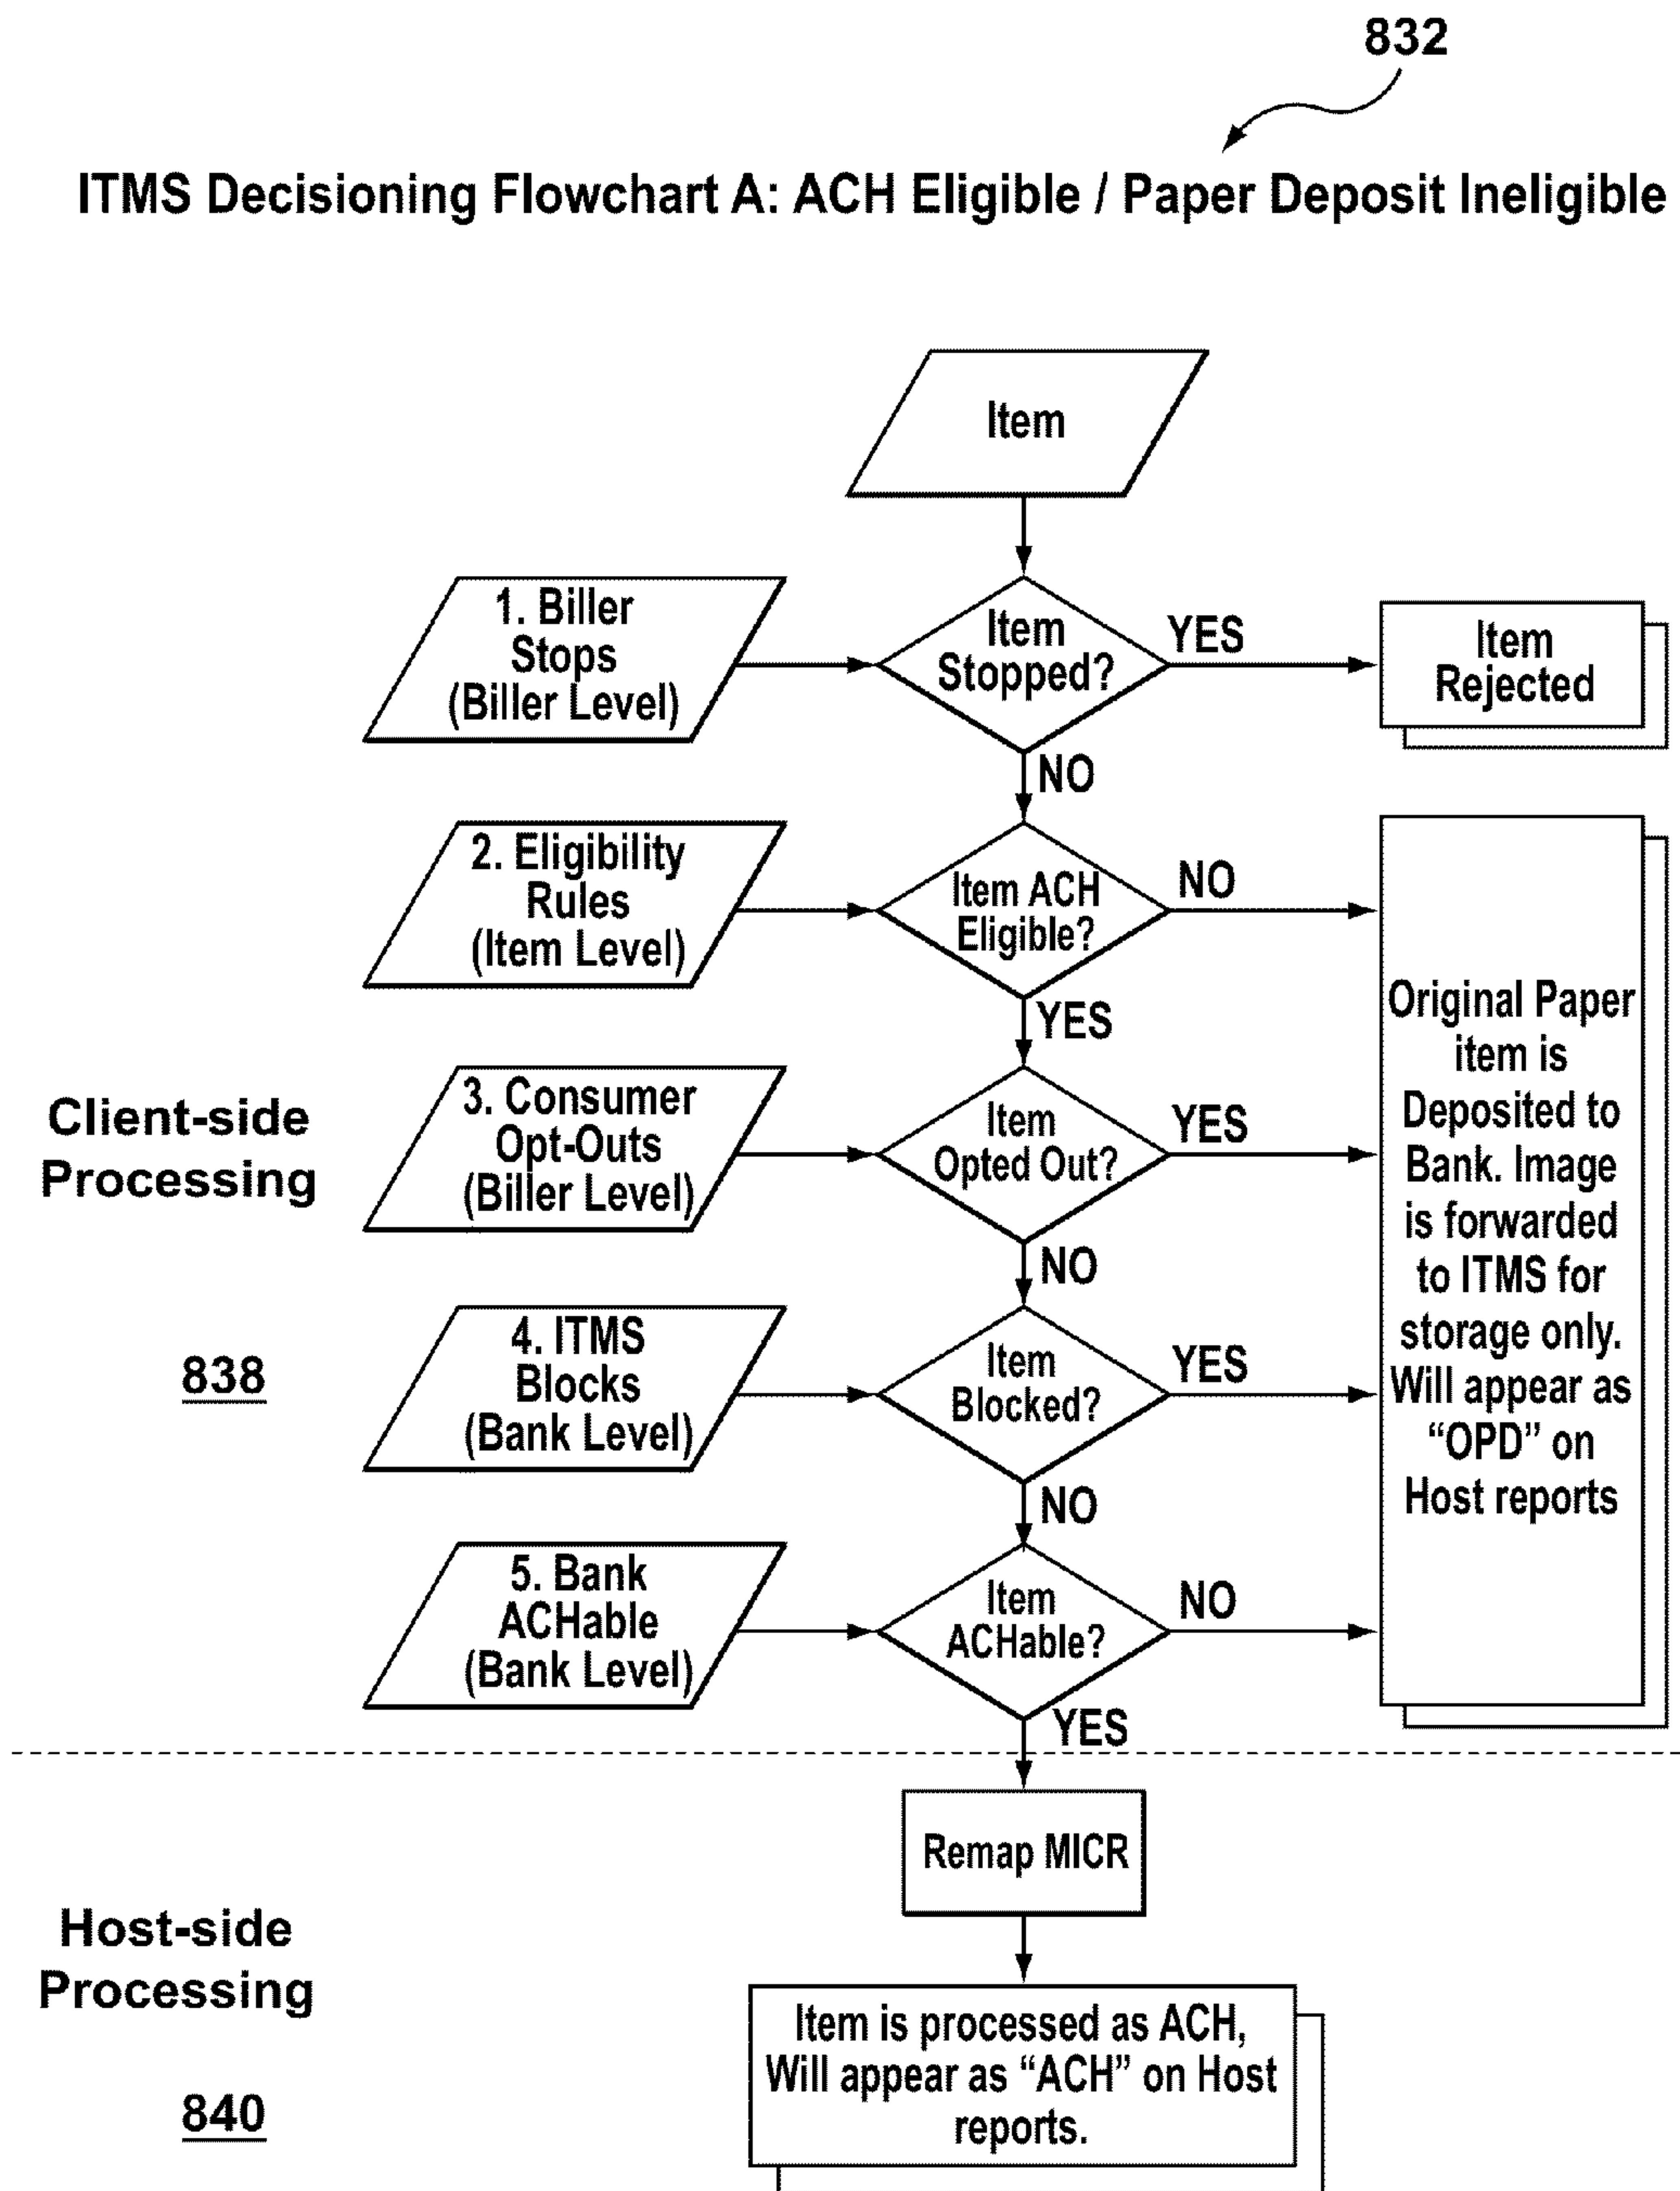 832
ITMS Decisioning Flowchart A: ACH Eligible / Paper Deposit Ineligible
Item
1. Biller
Stops
(Biller Level)
Item
Stopped?
YES
Item
Rejected
NO
2. Eligibility
Rules
(Item Level)
Item ACH
Eligible?
NO
YES
Client-side
Processing
3. Consumer
Opt-Outs
(Biller Level)
Item
Opted Out?
YES
NO
838
4. ITMS
Blocks
(Bank Level)
Item
Blocked?
YES
NO
5. Bank
ACHable
(Bank Level)
Item
ACHable?
NO
YES
Original Paper
item is
Deposited to
Bank. Image
is forwarded
to ITMS for
storage only.
Will appear as
“OPD” on
Host reports
Remap MICR
Host-side
Processing
840
Item is processed as ACH,
Will appear as “ACH” on Host
reports.